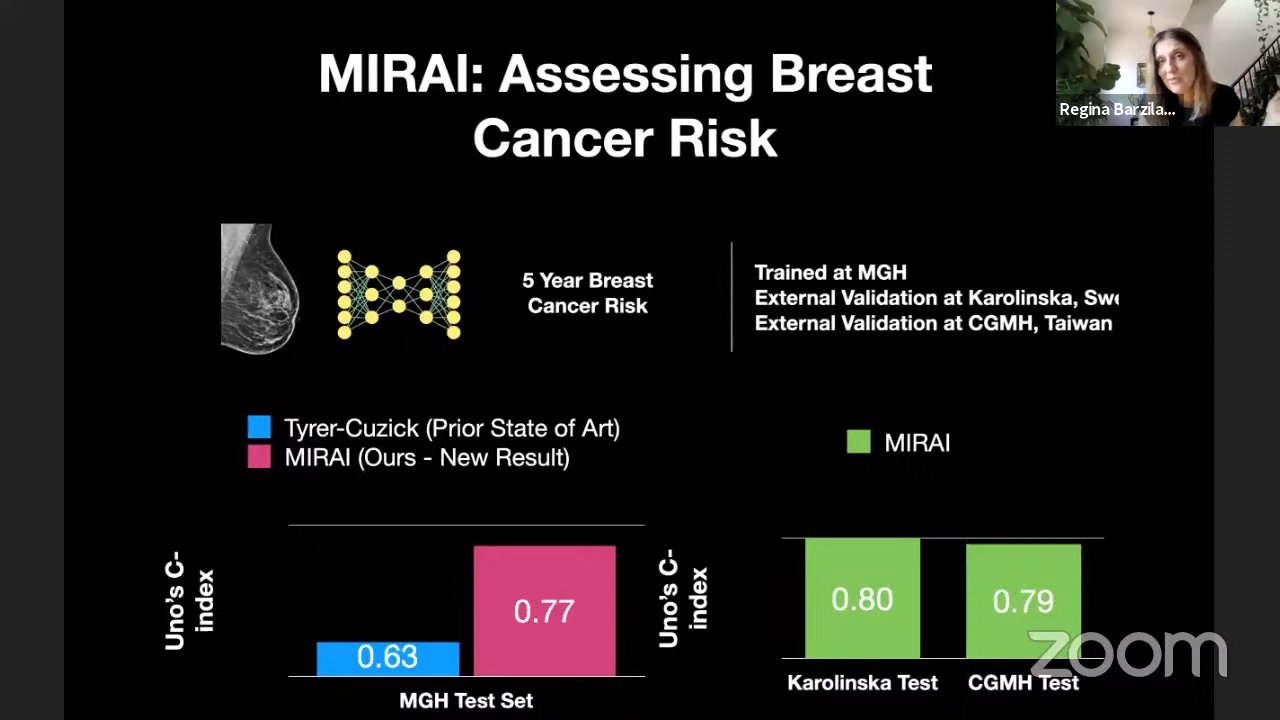 MIRAI: Assessing Breast
Cancer Risk
Regina Barzila...
5 Year Breast
Cancer Risk
Trained at MGH
External Validation at Karolinska, Swe
External Validation at CGMH, Taiwan
Tyrer-Cuzick (Prior State of Art)
MIRAI (Ours - New Result)
MIRAI
Uno's C-
index
0.63
0.77
MGH Test Set
Uno's C-
index
0.80
0.79
Karolinska Test
CGMH Test
zoom